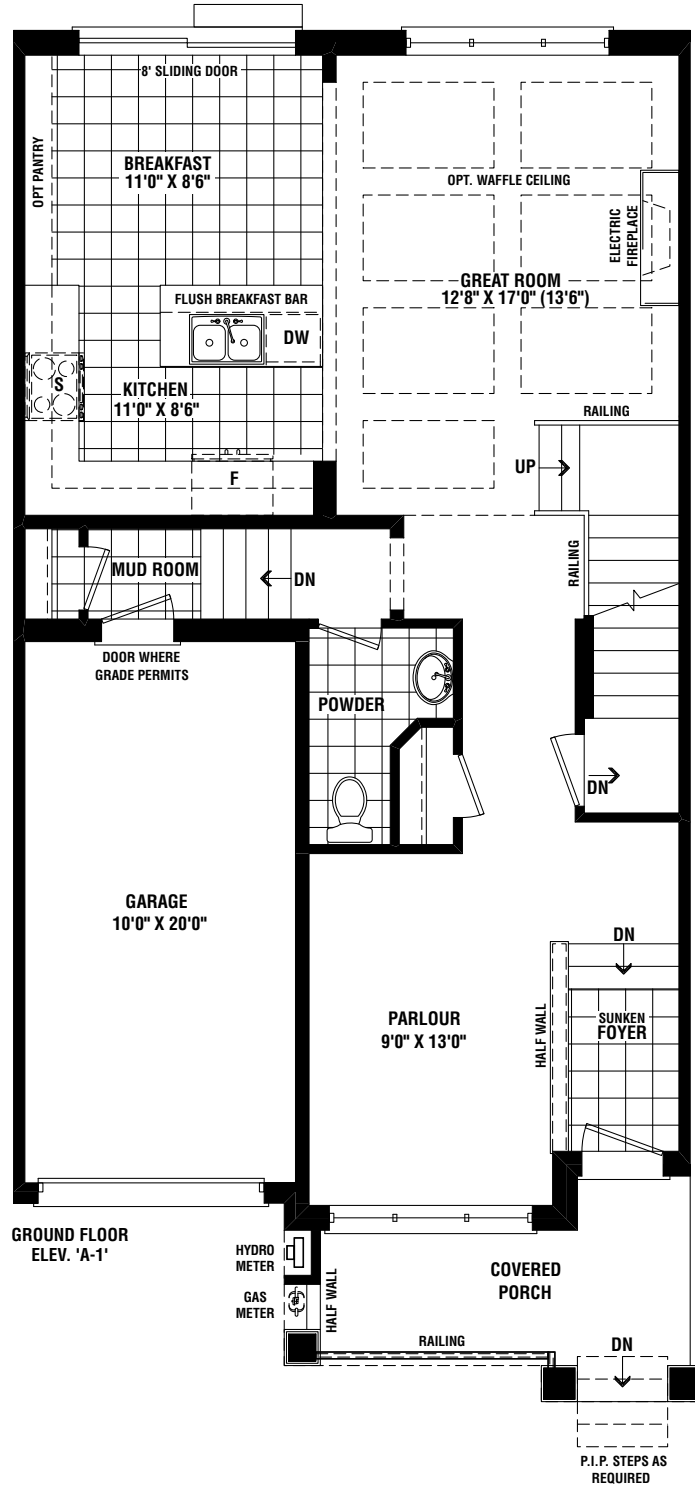 8' SLIDING DOOR
OPT PANTRY
BREAKFAST
11'0" X 8'6"
OPT. WAFFLE CEILING
ELECTRIC
FIREPLACE
GREAT ROOM
12'8" X 17'0" (13'6")
FLUSH BREAKFAST BAR
DW
S
KITCHEN
11'0" X 8'6"
RAILING
UP
F
MUD ROOM
DN
RAILING
DOOR WHERE
GRADE PERMITS
POWDER
DN
GARAGE
10'0" X 20'0"
DN
PARLOUR
9'0" X 13'0"
HALF WALL
SUNKEN
FOYER
GROUND FLOOR
ELEV. 'A-1'
HYDRO
METER
GAS
METER
HALF WALL
COVERED
PORCH
RAILING
DN
P.I.P. STEPS AS
REQUIRED